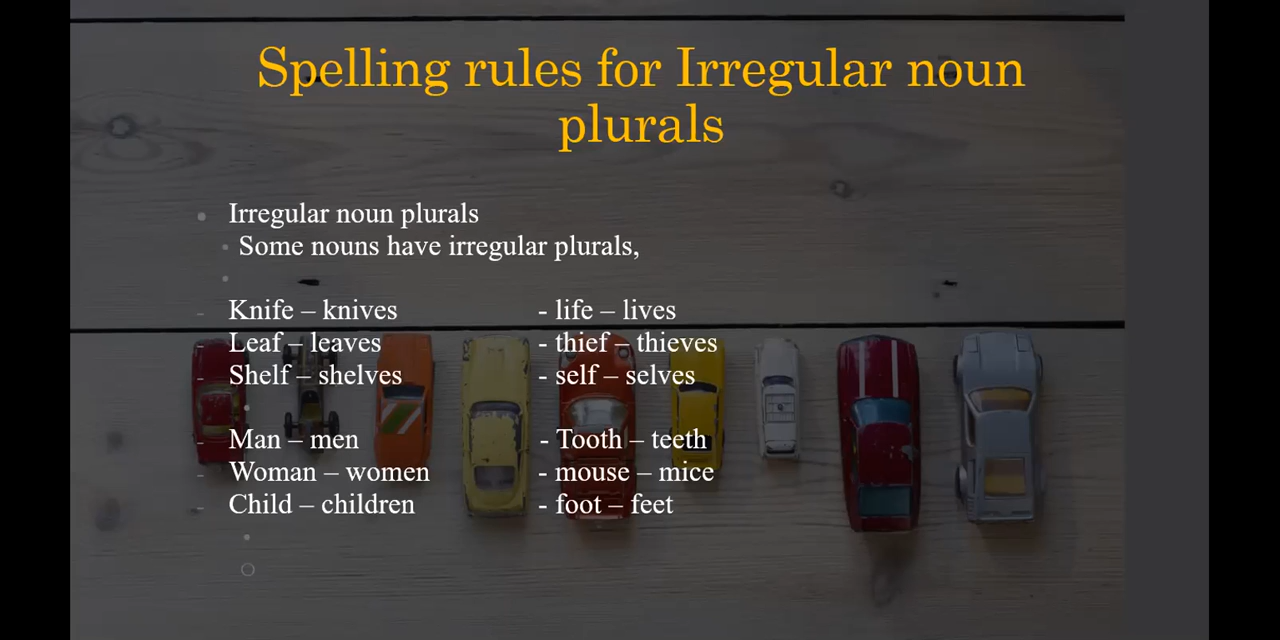 Spelling rules for Irregular noun
plurals
Irregular noun plurals
Some nouns have irregular plurals,
Knife – knives - life – lives
Leaf – leaves - thief – thieves
Shelf – shelves - self – selves
Man – men - Tooth – teeth
Woman – women - mouse – mice
Child – children - foot – feet